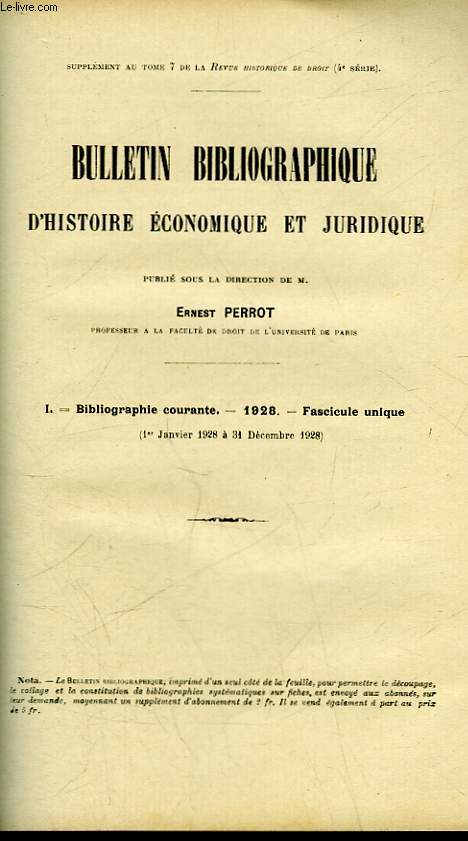 Le-livre.com
SUPPLÉMENT AU TOME 7 DE LA REVUE HISTORIQUE DE DROIT (4e SÉRIE).
BULLETIN BIBLIOGRAPHIQUE
D'HISTOIRE ÉCONOMIQUE ET JURIDIQUE
PUBLIÉ SOUS LA DIRECTION DE M.
ERNEST PERROT
PROFESSEUR A LA FACULTÉ DE DROIT DE L'UNIVERSITÉ DE PARIS
I. — Bibliographie courante. — 1928. — Fascicule unique
(1er Janvier 1928 à 31 Décembre 1928)
Nota. — Le BULLETIN BIBLIOGRAPHIQUE, imprimé d'un seul côté de la feuille, pour permettre le découpage,
le collage et la constitution de bibliographies systématiques sur fiches, est envoyé aux abonnés, sur
leur demande, moyennant un supplément d'abonnement de 2 fr. Il se vend également à part au prix
de 5 fr.